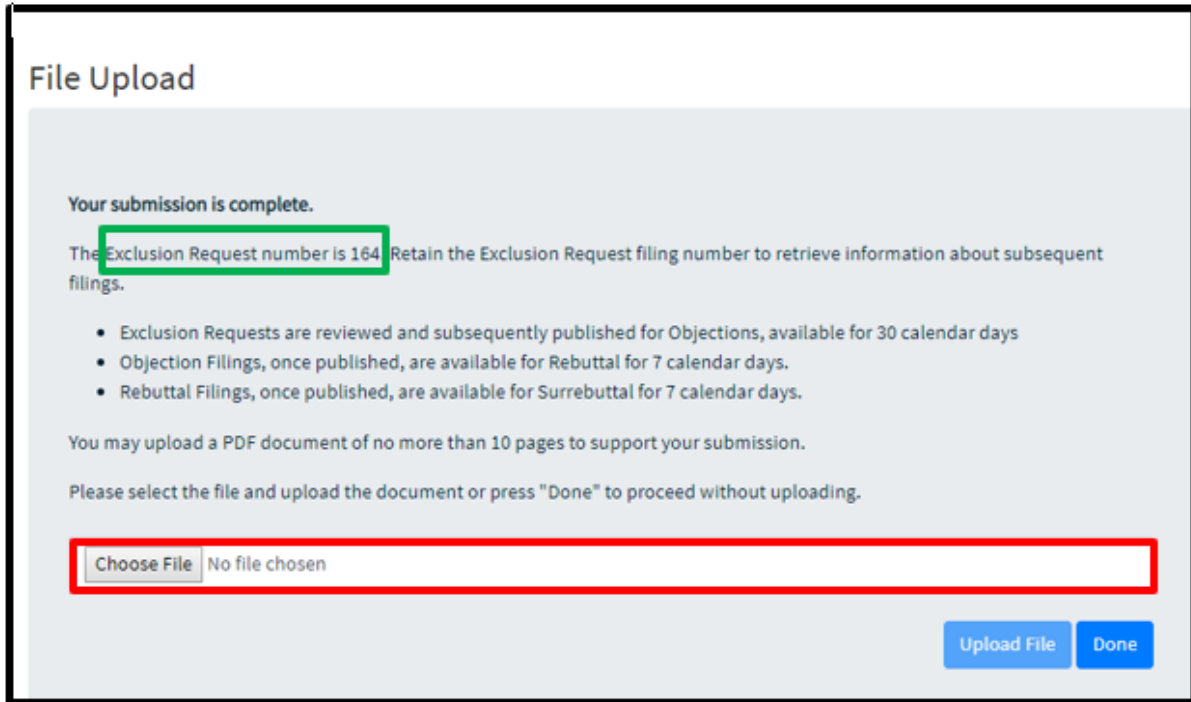 File Upload
Your submission is complete.
The Exclusion Request number is 164. Retain the Exclusion Request filing number to retrieve information about subsequent
filings.
• Exclusion Requests are reviewed and subsequently published for Objections, available for 30 calendar days
• Objection Filings, once published, are available for Rebuttal for 7 calendar days.
• Rebuttal Filings, once published, are available for Surrebuttal for 7 calendar days.
You may upload a PDF document of no more than 10 pages to support your submission.
Please select the file and upload the document or press "Done" to proceed without uploading.
Choose File No file chosen
Upload File Done